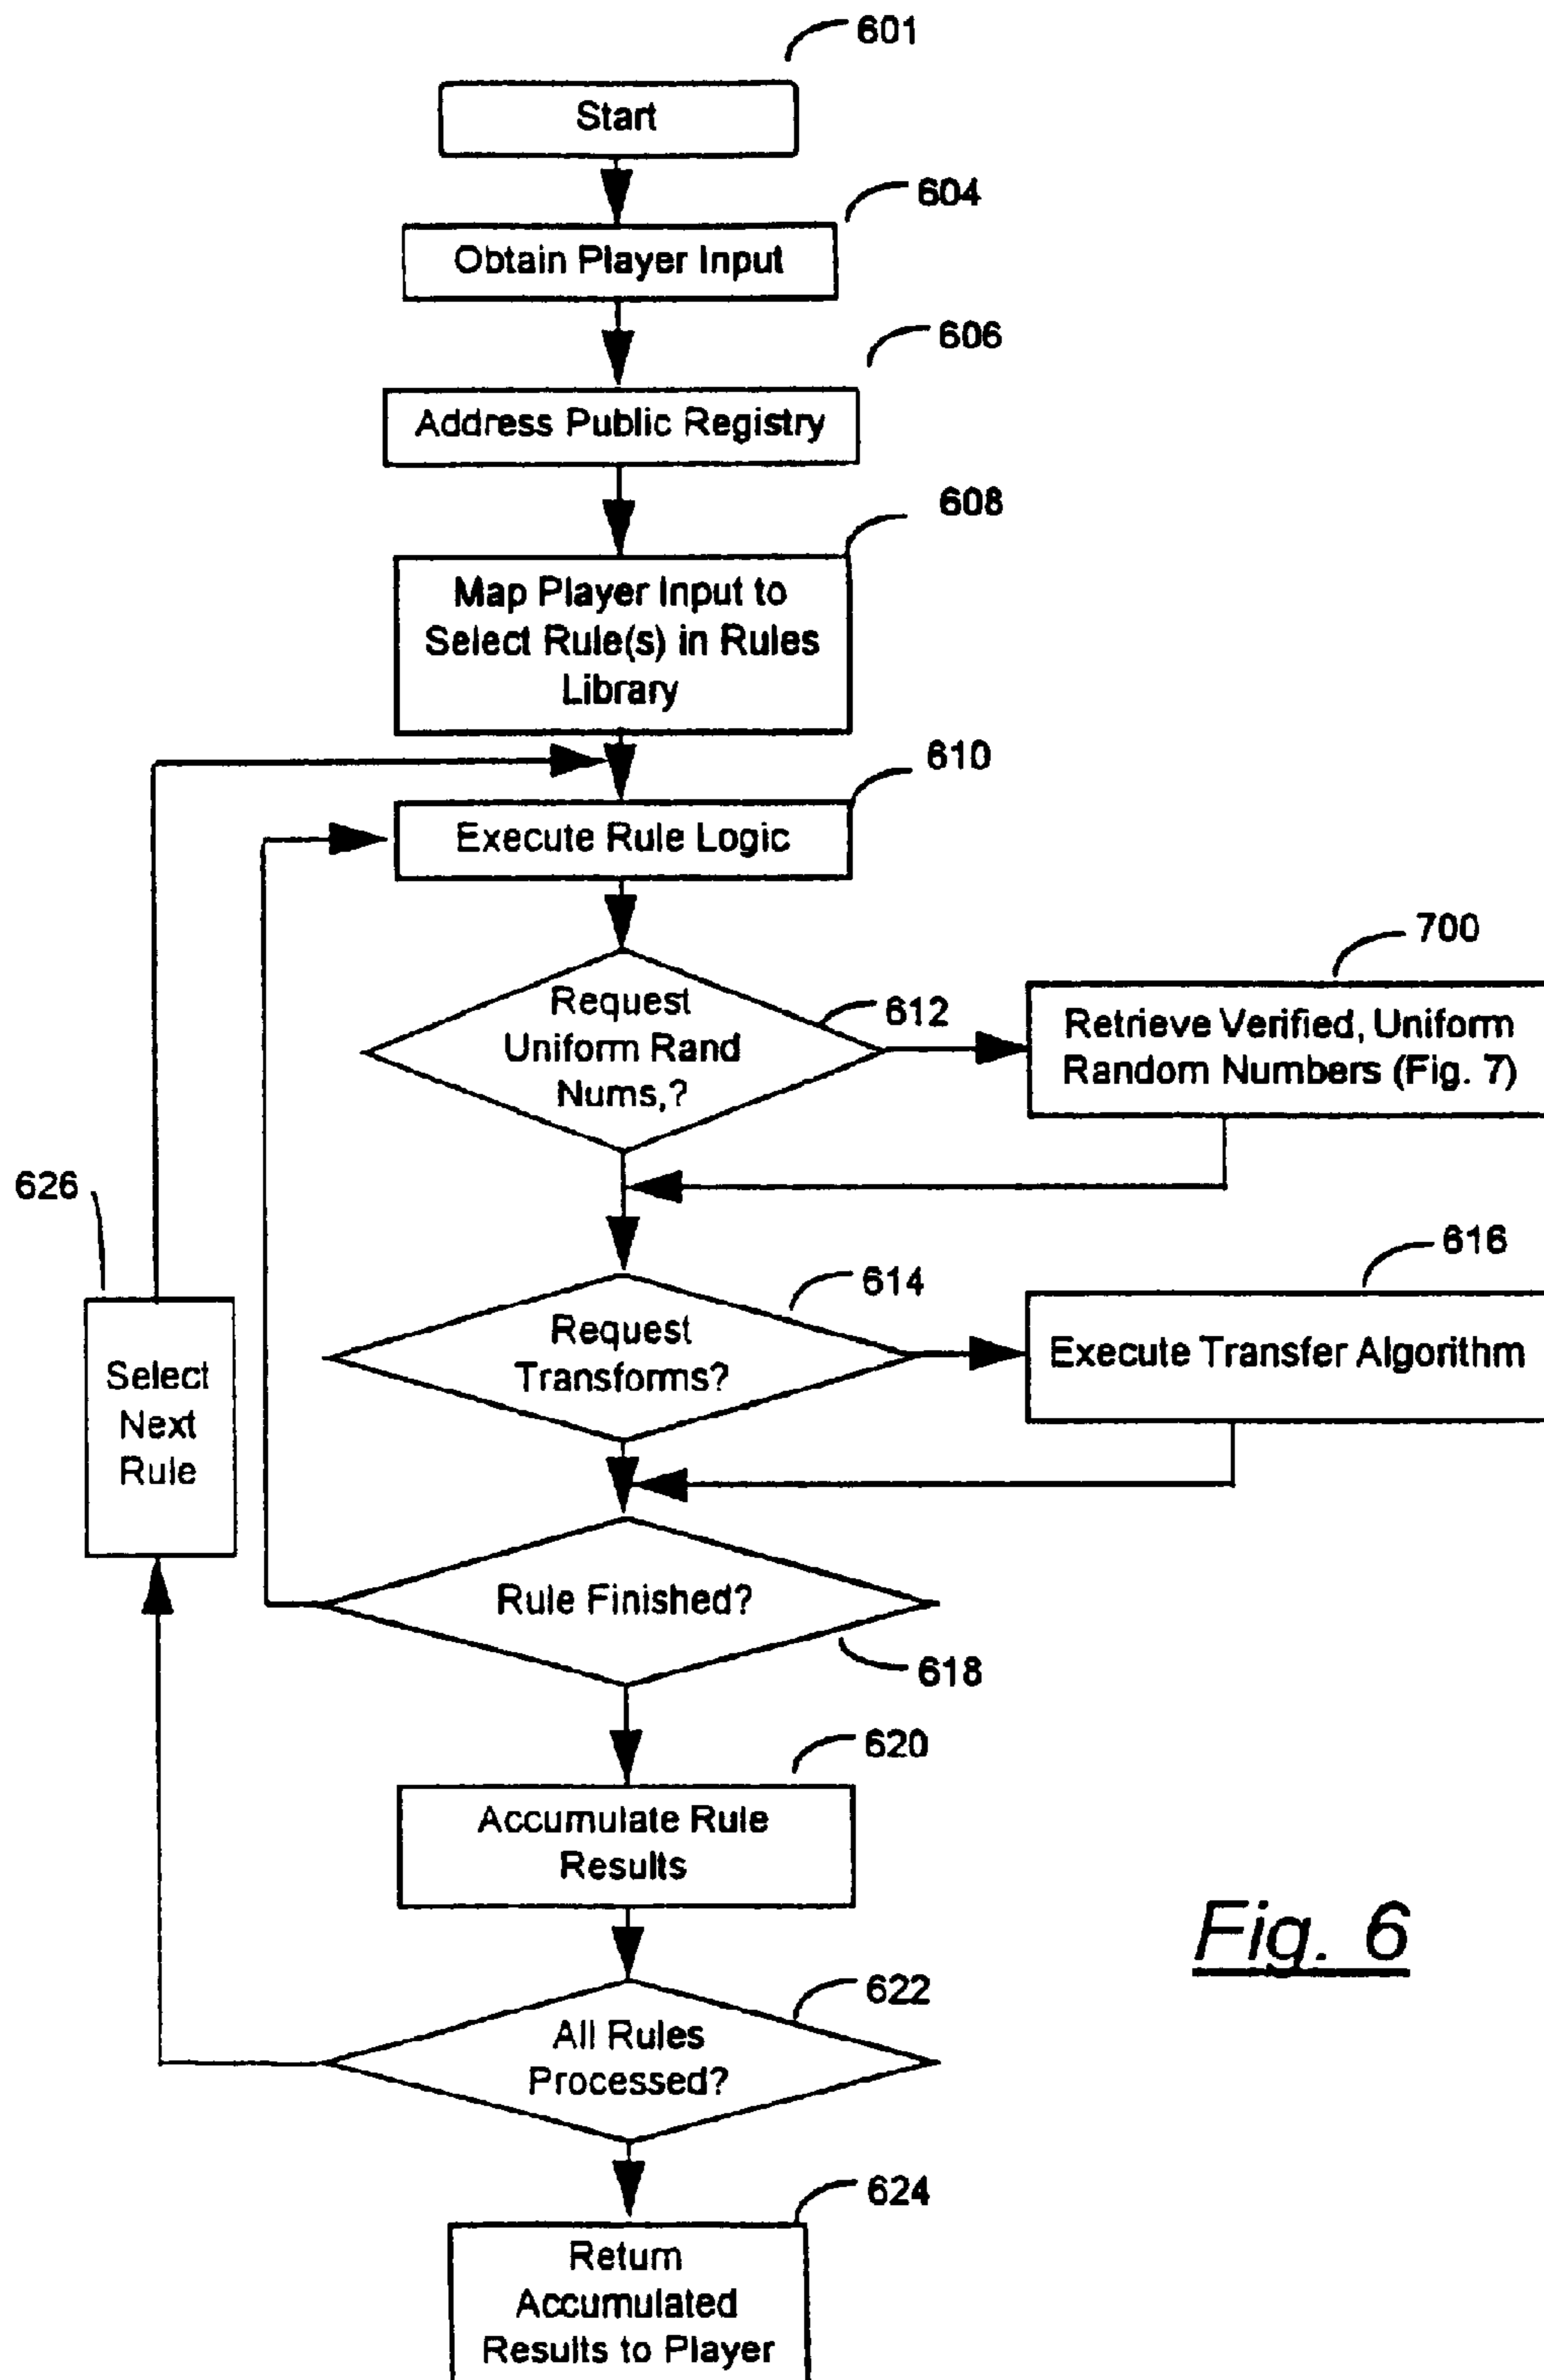 601
Start
604
Obtain Player Input
606
Address Public Registry
608
Map Player Input to
Select Rule(s) in Rules
Library
610
Execute Rule Logic
700
Request
Uniform Rand
Nums,?
612
Retrieve Verified, Uniform
Random Numbers (Fig. 7)
626
616
614
Request
Transforms?
Execute Transfer Algorithm
Select
Next
Rule
Rule Finished?
618
620
Accumulate Rule
Results
Fig. 6
622
All Rules
Processed?
624
Return
Accumulated
Results to Player